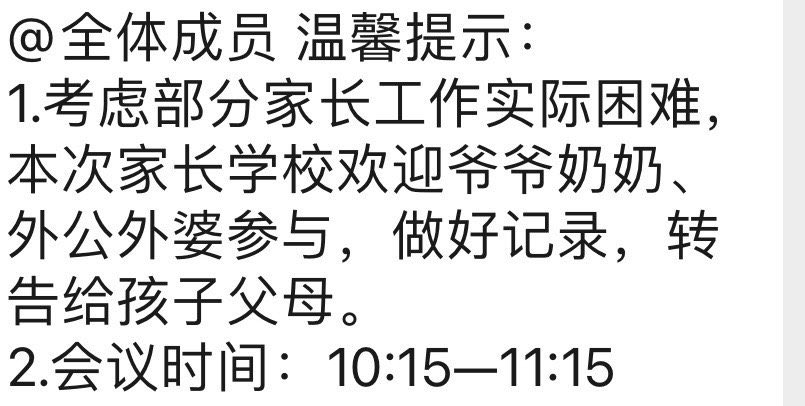 @全体成员 温馨提示：
1.考虑部分家长工作实际困难，
本次家长学校欢迎爷爷奶奶、
外公外婆参与，做好记录，转
告给孩子父母。
2.会议时间：10:15—11:15